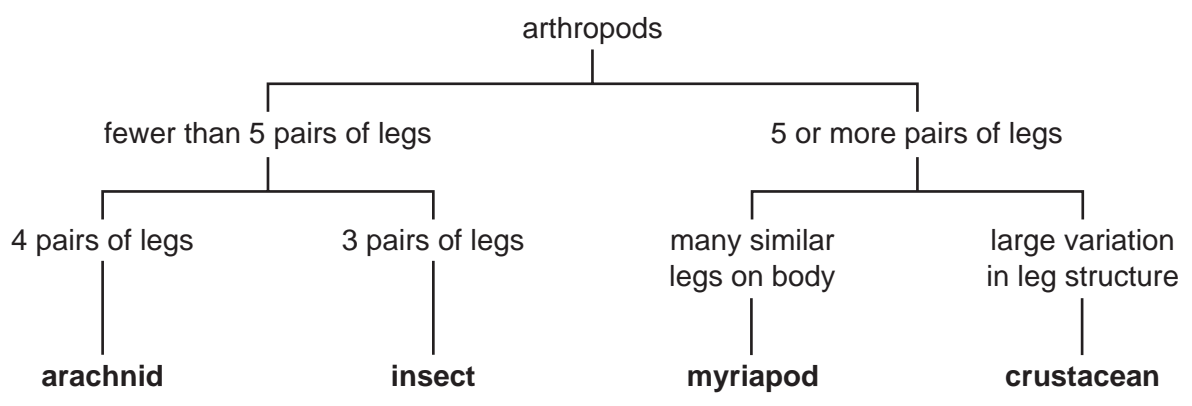 arthropods
fewer than 5 pairs of legs
5 or more pairs of legs
4 pairs of legs
3 pairs of legs
many similar
legs on body
large variation
in leg structure
arachnid
insect
myriapod
crustacean